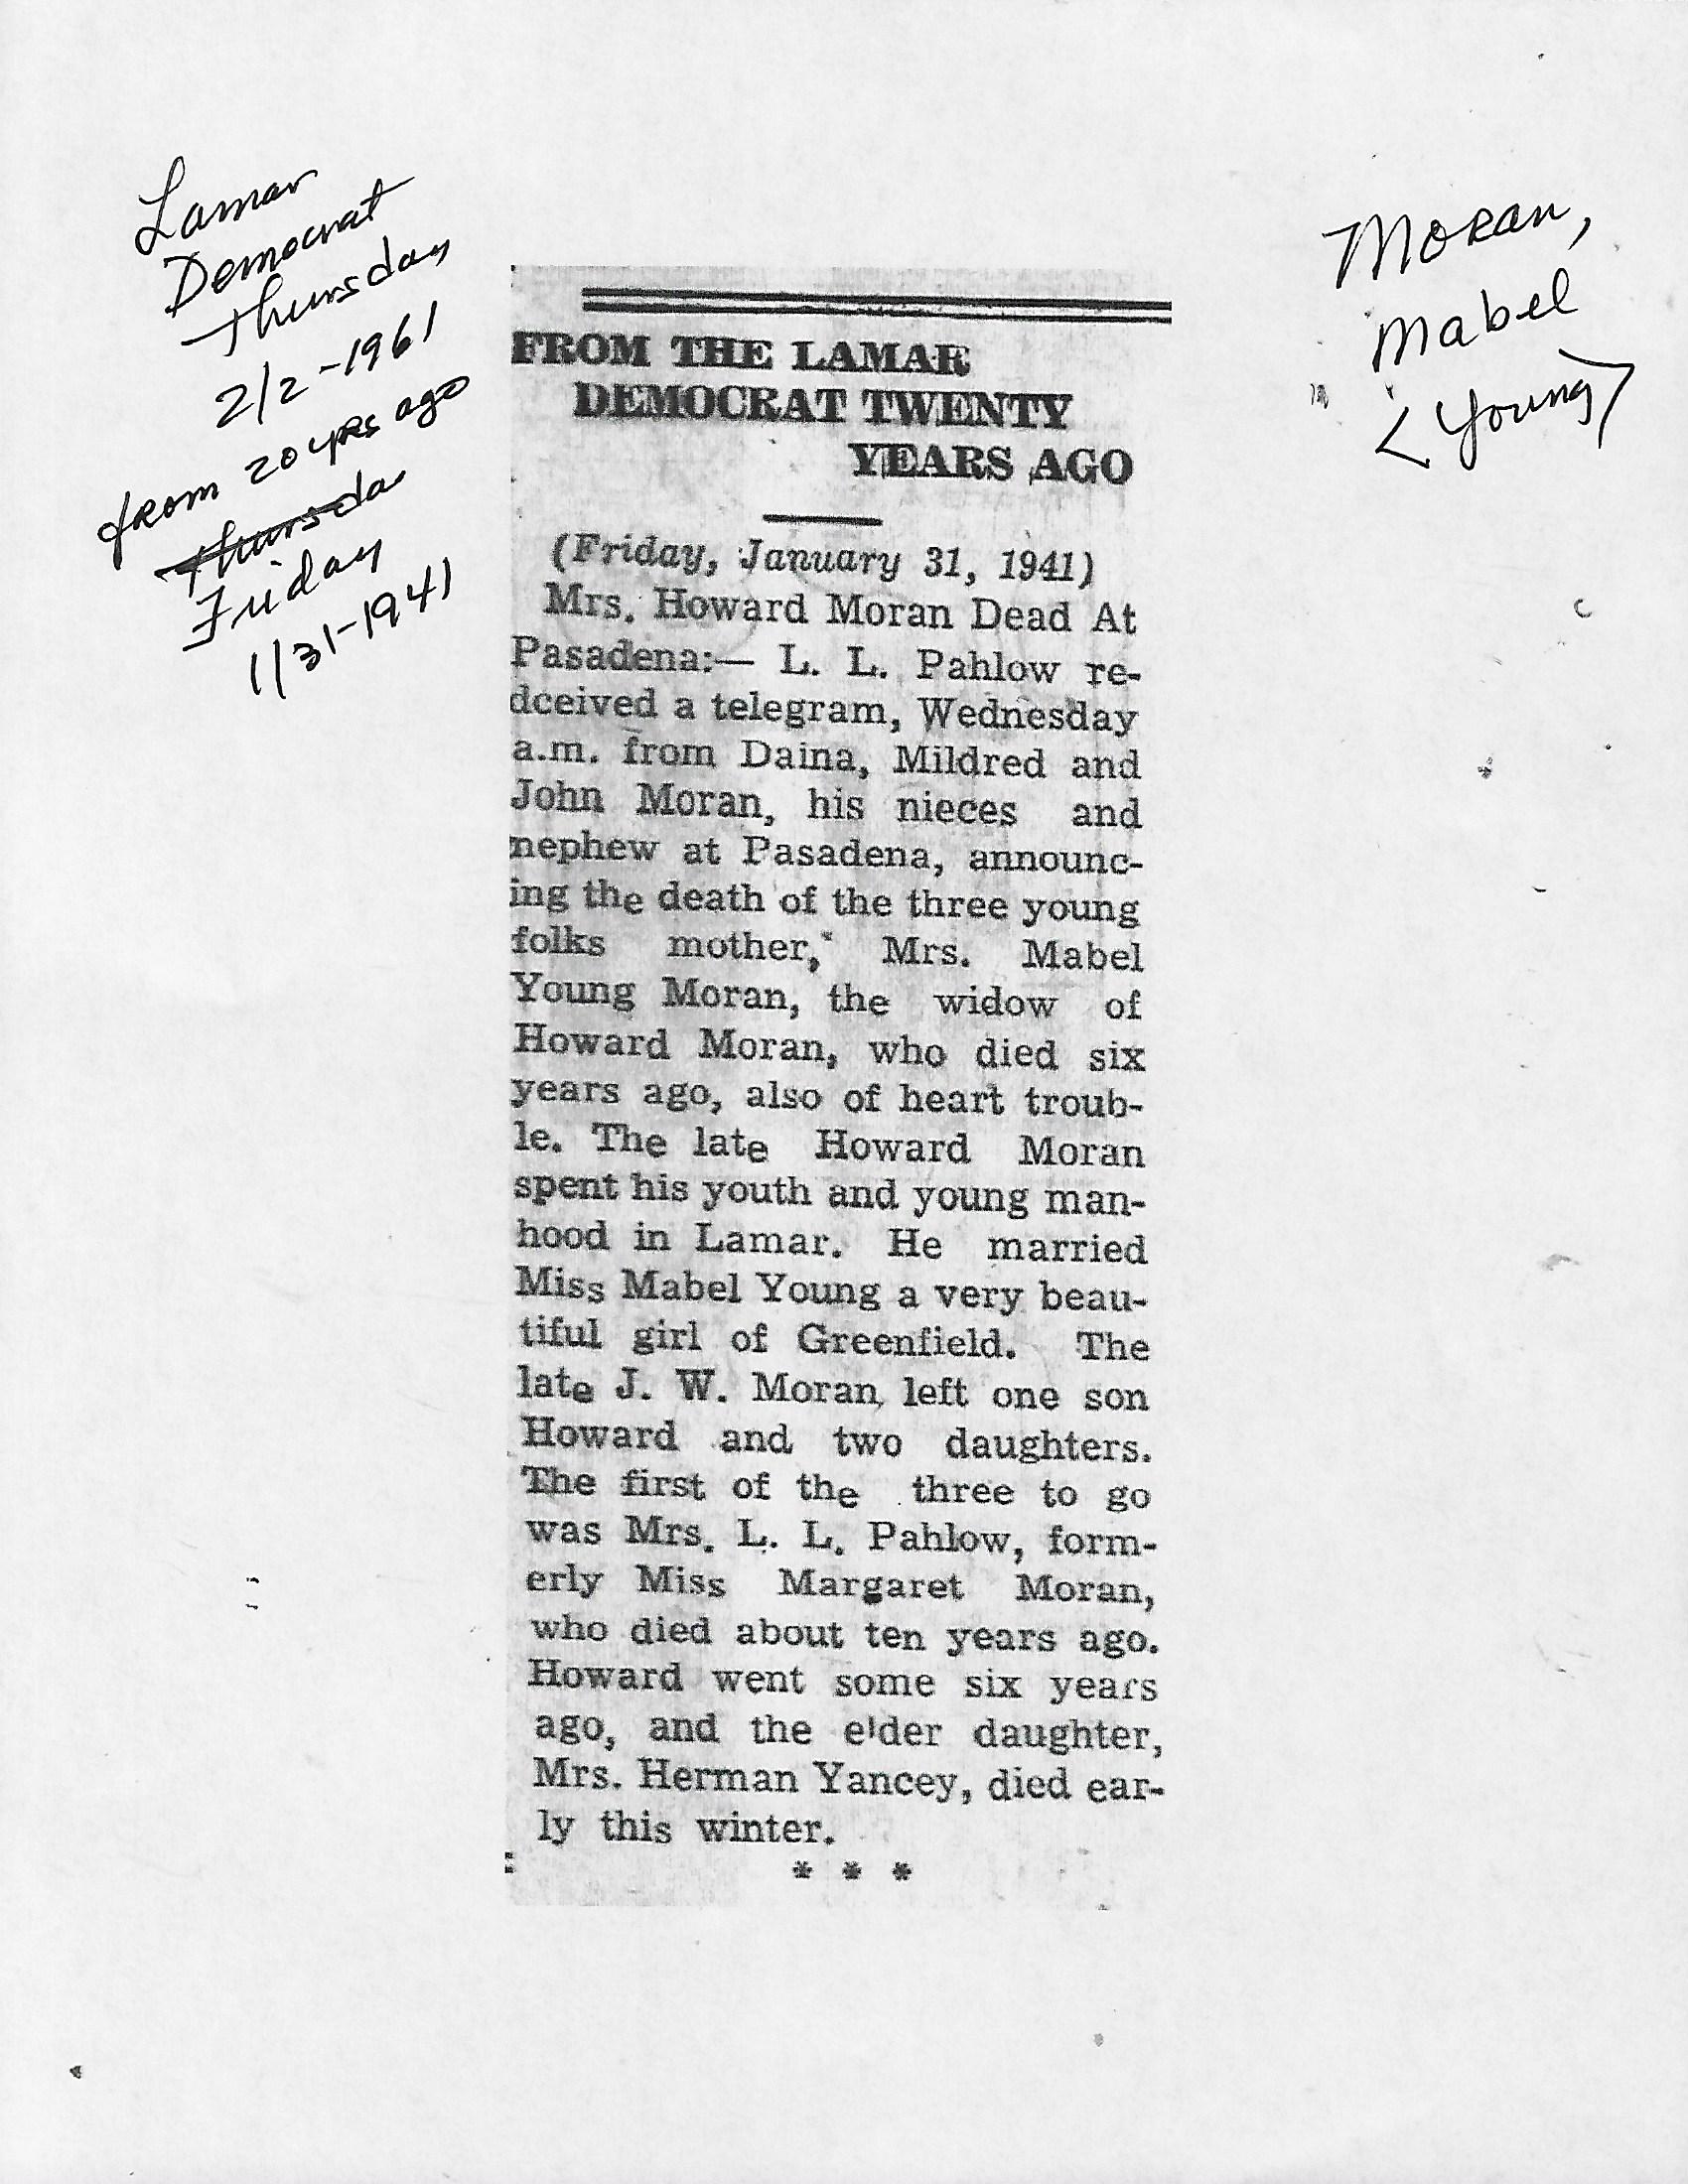 Lamar
Democrat
Thursday
2/2-1961
from 20 yrs ago
Thursda
Friday
1/31-1941
Moran,
Mabel
(Young)
FROM THE LAMAR
DEMOCRAT TWENTY
YEARS AGO
(Friday, January 31, 1941)
Mrs. Howard Moran Dead At
Pasadena:— L. L. Pahlow re-
dceived a telegram, Wednesday
a.m. from Daina, Mildred and
John Moran, his nieces and
nephew at Pasadena, announc-
ing the death of the three young
folks mother, Mrs. Mabel
Young Moran, the widow of
Howard Moran, who died six
years ago, also of heart troub-
le. The late Howard Moran
spent his youth and young man-
hood in Lamar. He married
Miss Mabel Young a very beau-
tiful girl of Greenfield. The
late J. W. Moran left one son
Howard and two daughters.
The first of the three to go
was Mrs. L. L. Pahlow, form-
erly Miss Margaret Moran,
who died about ten years ago.
Howard went some six years
ago, and the elder daughter,
Mrs. Herman Yancey, died ear-
ly this winter.
* * *